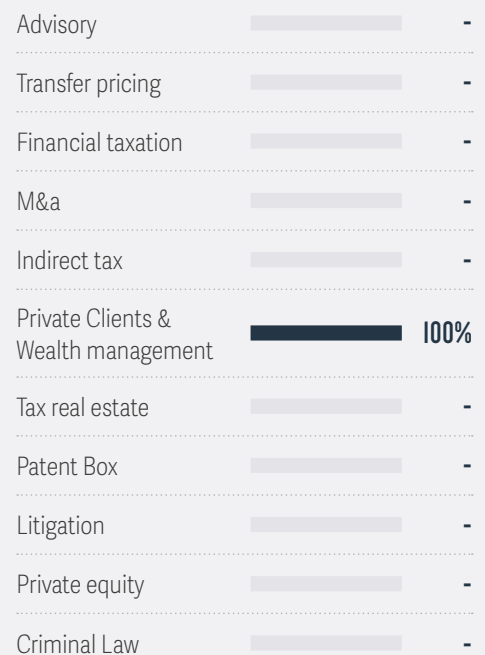 Advisory -
Transfer pricing -
Financial taxation -
M&a -
Indirect tax -
Private Clients &
Wealth management 100%
Tax real estate -
Patent Box -
Litigation -
Private equity -
Criminal Law -